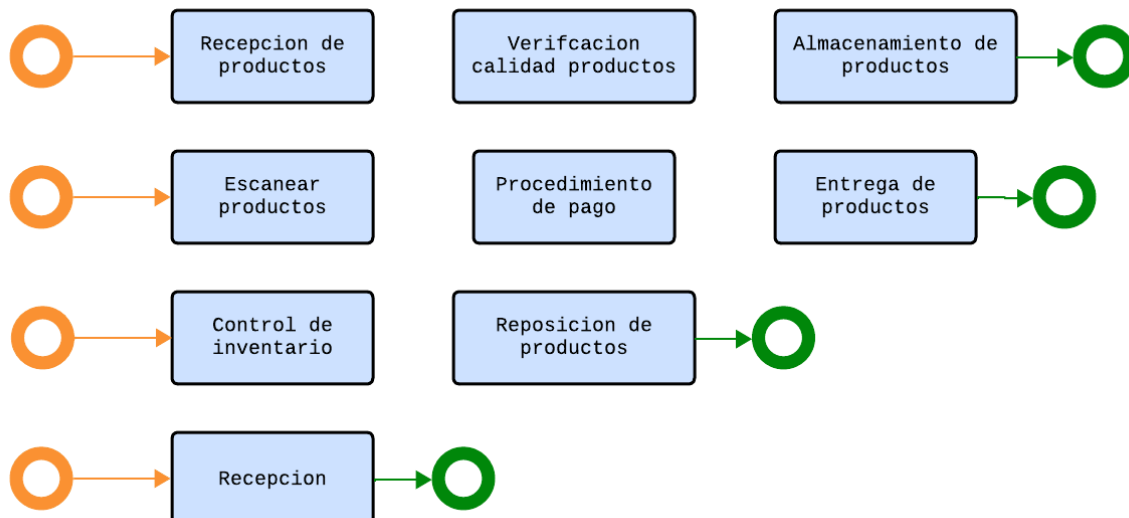 Recepcion de
productos
Verifcacion
calidad productos
Almacenamiento de
productos
Escanear
productos
Procedimiento
de pago
Entrega de
productos
Control de
inventario
Reposicion de
productos
Recepcion